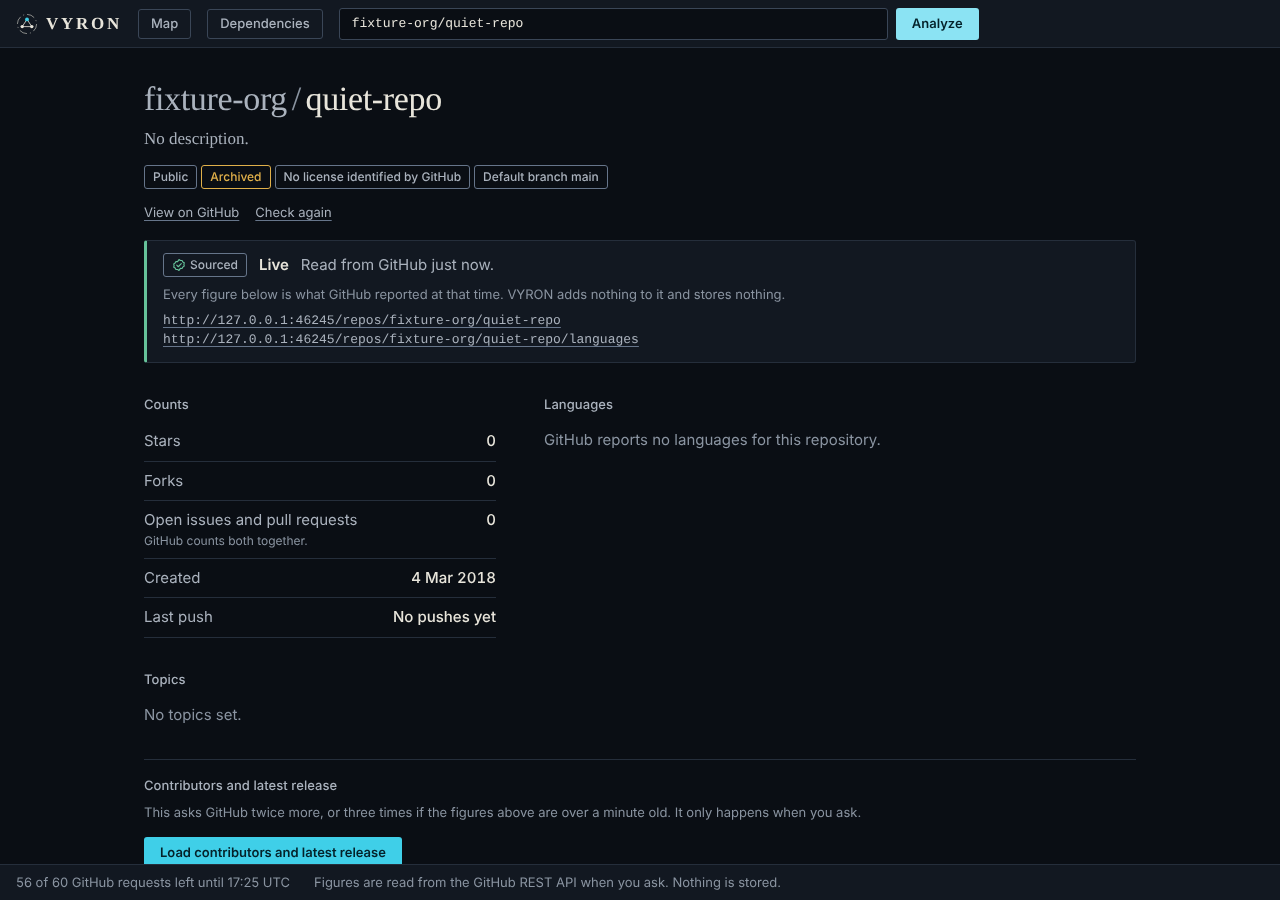 VYRON Map Dependencies fixture-org/quiet-repo Analyze
fixture-org/quiet-repo
No description.
Public Archived No license identified by GitHub Default branch main
View on GitHub Check again
Sourced Live Read from GitHub just now.
Every figure below is what GitHub reported at that time. VYRON adds nothing to it and stores nothing.
http://127.0.0.1:46245/repos/fixture-org/quiet-repo
http://127.0.0.1:46245/repos/fixture-org/quiet-repo/languages
Counts
Stars 0
Forks 0
Open issues and pull requests 0
GitHub counts both together.
Created 4 Mar 2018
Last push No pushes yet
Languages
GitHub reports no languages for this repository.
Topics
No topics set.
Contributors and latest release
This asks GitHub twice more, or three times if the figures above are over a minute old. It only happens when you ask.
Load contributors and latest release
56 of 60 GitHub requests left until 17:25 UTC Figures are read from the GitHub REST API when you ask. Nothing is stored.